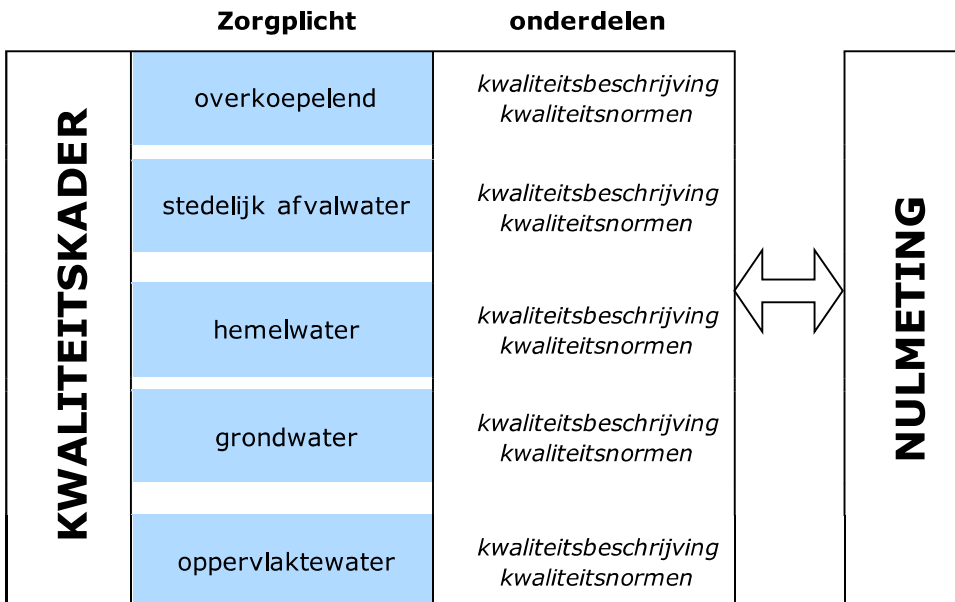 Zorgplicht onderdelen
KWALITEITSKADER
overkoepelend
kwaliteitsbeschrijving
kwaliteitsnormen
stedelijk afvalwater
kwaliteitsbeschrijving
kwaliteitsnormen
hemelwater
kwaliteitsbeschrijving
kwaliteitsnormen
grondwater
kwaliteitsbeschrijving
kwaliteitsnormen
oppervlaktewater
kwaliteitsbeschrijving
kwaliteitsnormen
NULMETING